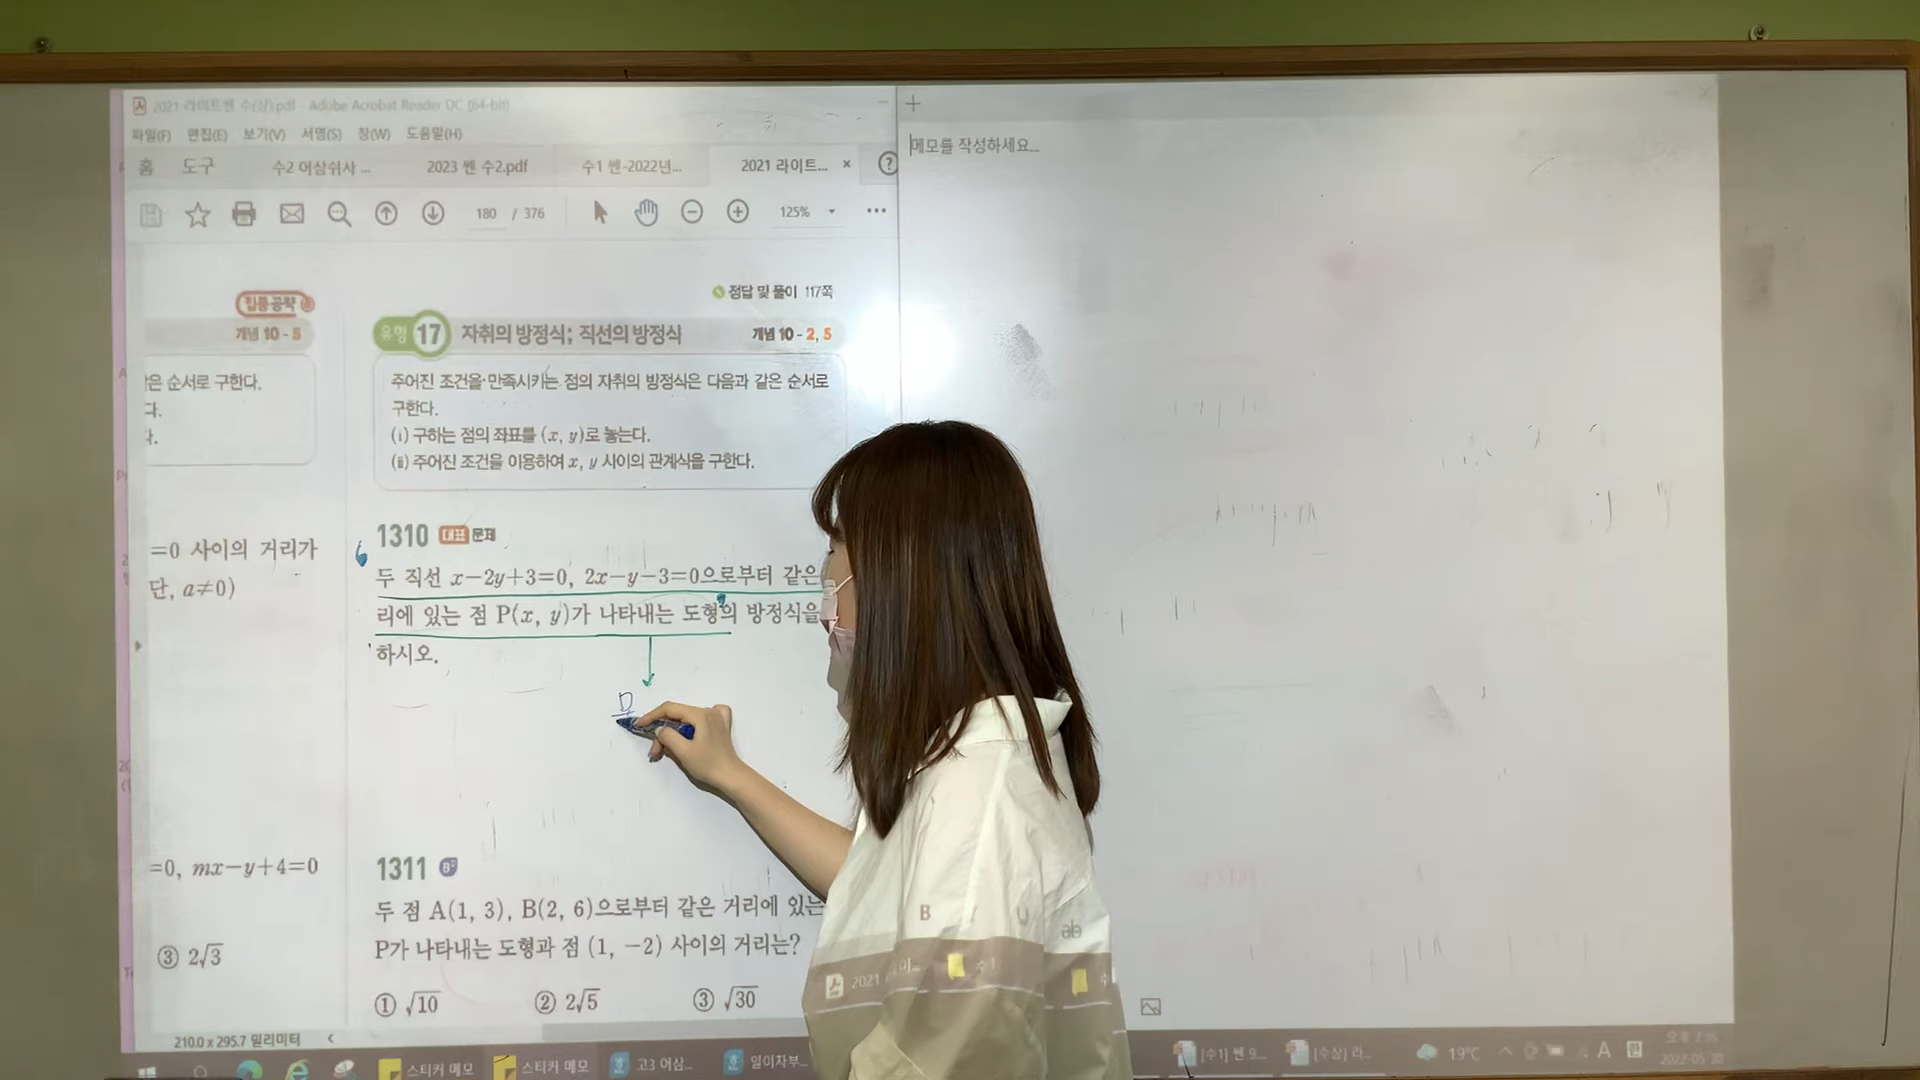 2021 라이트쎈 수(상).pdf - Adobe Acrobat Reader DC (64-bit)
파일(F) 편집(E) 보기(V) 서명(S) 창(W) 도움말(H)
홈 도구 수2 어삼쉬사 ... 2023 쎈 수2.pdf 수1 쎈-2022년... 2021 라이트... ×
180 / 376 125%
메모를 작성하세요...
집중공략
개념 10 - 5
은 순서로 구한다.
다.
정답 및 풀이 117쪽
유형 17 자취의 방정식; 직선의 방정식 개념 10 - 2, 5
주어진 조건을 만족시키는 점의 자취의 방정식은 다음과 같은 순서로
구한다.
(ⅰ) 구하는 점의 좌표를 (x, y)로 놓는다.
(ⅱ) 주어진 조건을 이용하여 x, y 사이의 관계식을 구한다.
=0 사이의 거리가
단, a≠0)
1310 대표 문제
두 직선 x-2y+3=0, 2x-y-3=0으로부터 같은
리에 있는 점 P(x, y)가 나타내는 도형의 방정식을
하시오.
=0, mx-y+4=0
③ 2√3
1311 B
두 점 A(1, 3), B(2, 6)으로부터 같은 거리에 있는
P가 나타내는 도형과 점 (1, -2) 사이의 거리는?
① √10 ② 2√5 ③ √30
B U ab
210.0 x 295.7 밀리미터
스티커 메모 스티커 메모 고3 어삼... 일이차부... 2021 [수1] 쎈 9... [수상] 라... 19°C A
2022-05-30